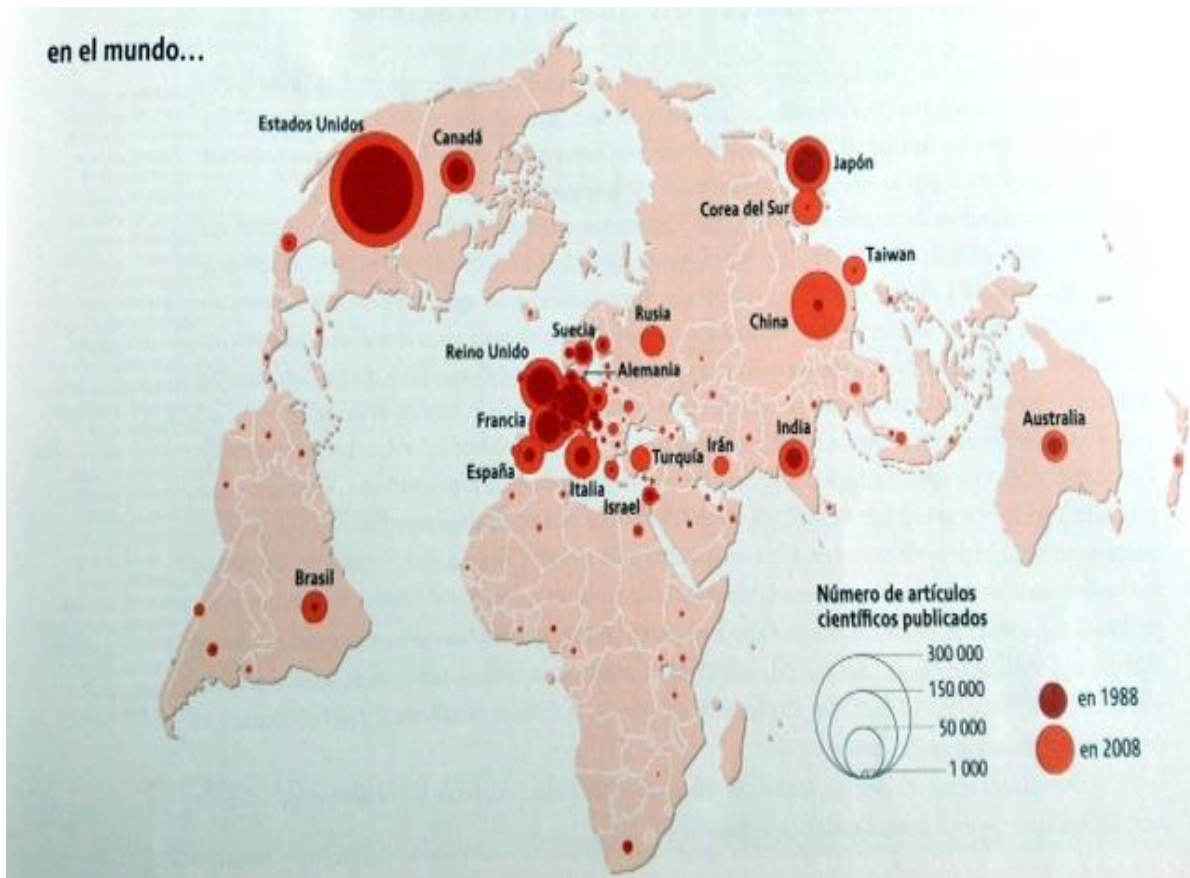 en el mundo...
Estados Unidos
Canadá
Japón
Corea del Sur
Taiwan
China
Rusia
Suecia
Reino Unido
Alemania
Francia
España
Italia
Turquía
Irán
India
Israel
Australia
Brasil
Número de artículos
científicos publicados
300 000
150 000
50 000
1 000
en 1988
en 2008